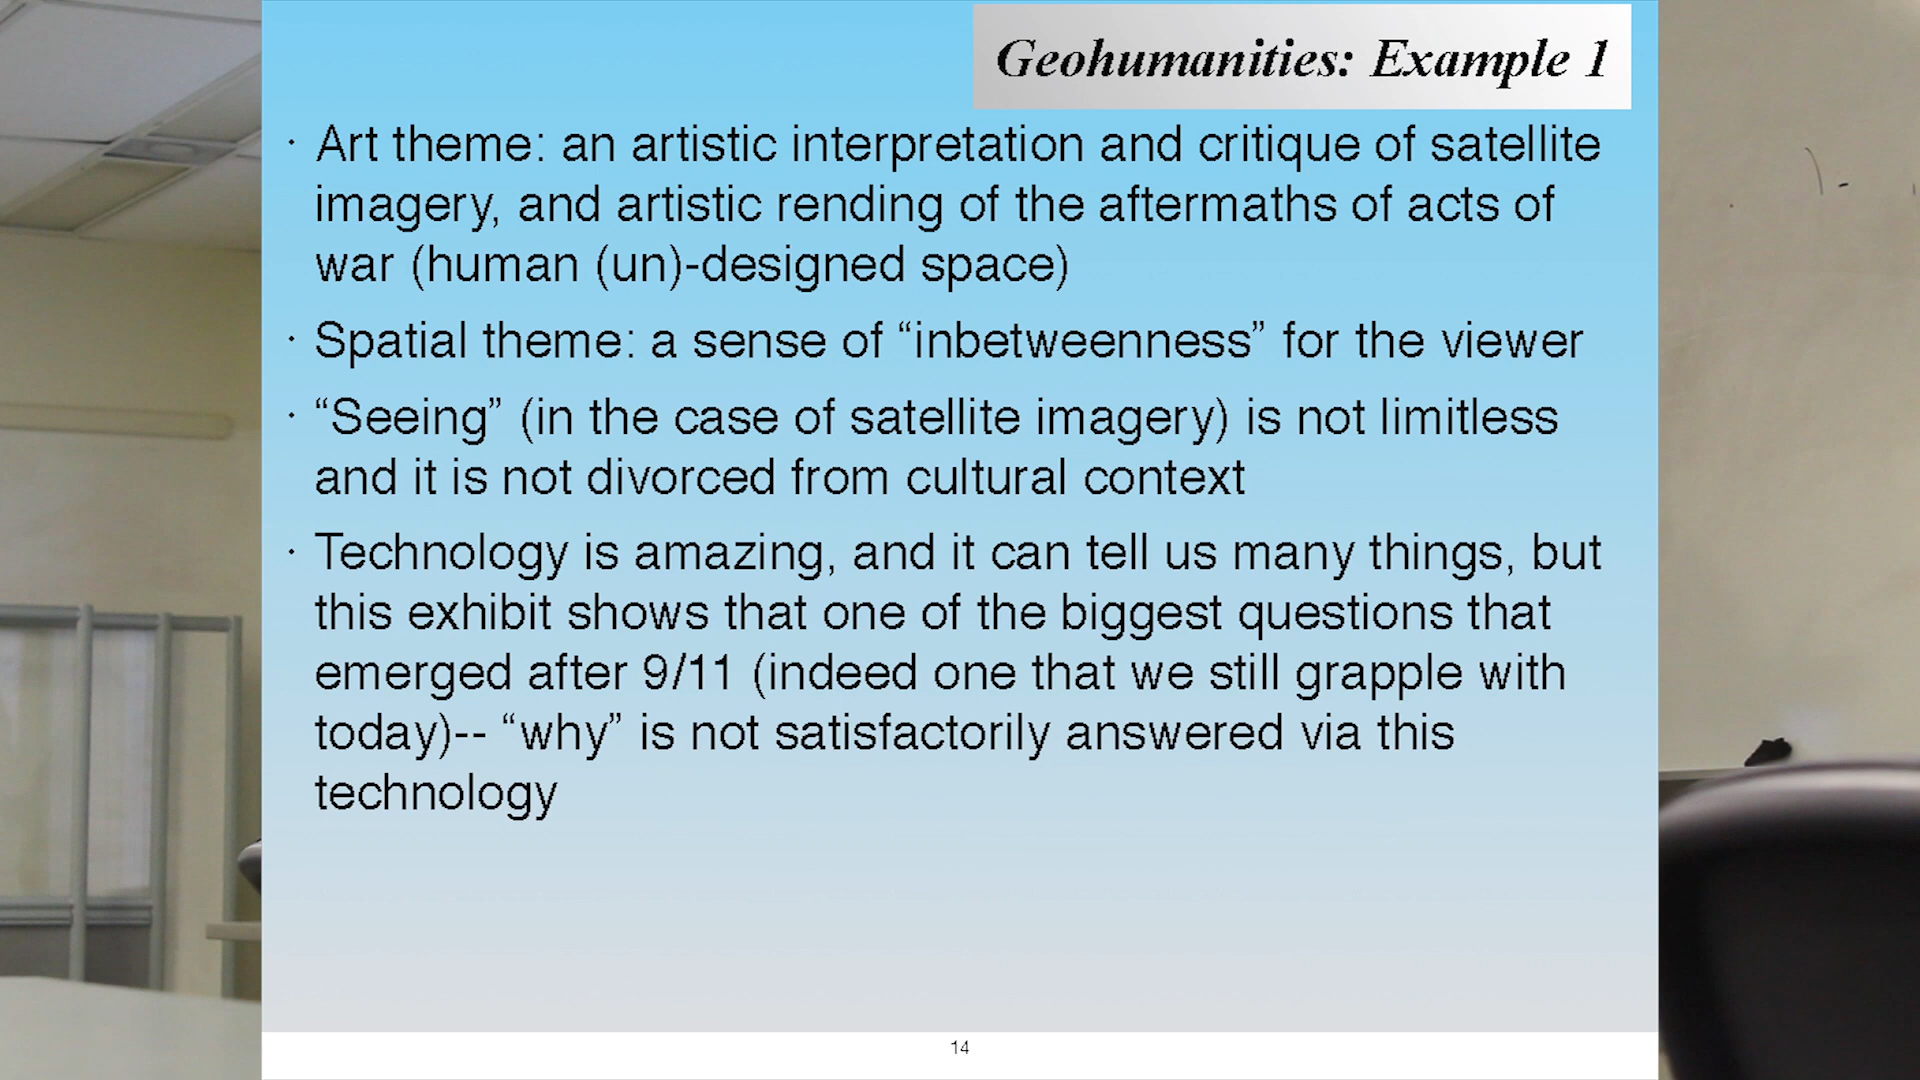 Geohumanities: Example 1
· Art theme: an artistic interpretation and critique of satellite
imagery, and artistic rending of the aftermaths of acts of
war (human (un)-designed space)
· Spatial theme: a sense of “inbetweenness” for the viewer
· “Seeing” (in the case of satellite imagery) is not limitless
and it is not divorced from cultural context
· Technology is amazing, and it can tell us many things, but
this exhibit shows that one of the biggest questions that
emerged after 9/11 (indeed one that we still grapple with
today)-- “why” is not satisfactorily answered via this
technology
14